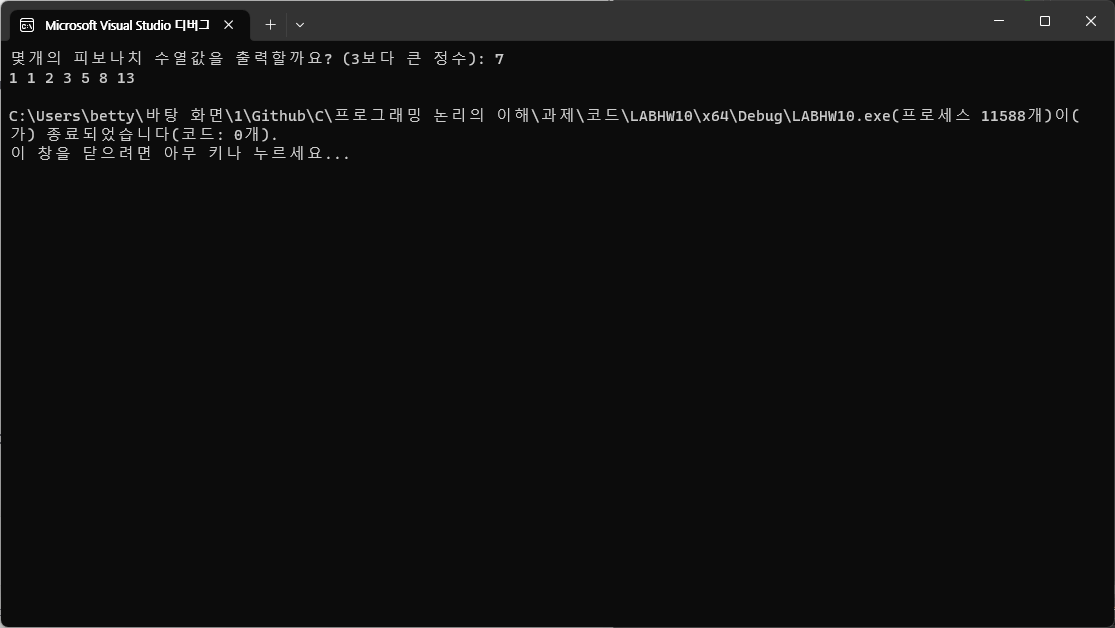 Microsoft Visual Studio 디버그
몇개의 피보나치 수열값을 출력할까요? (3보다 큰 정수): 7
1 1 2 3 5 8 13
C:\Users\betty\바탕 화면\1\Github\C\프로그래밍 논리의 이해\과제\코드\LABHW10\x64\Debug\LABHW10.exe(프로세스 11588개)이(
가) 종료되었습니다(코드: 0개).
이 창을 닫으려면 아무 키나 누르세요...